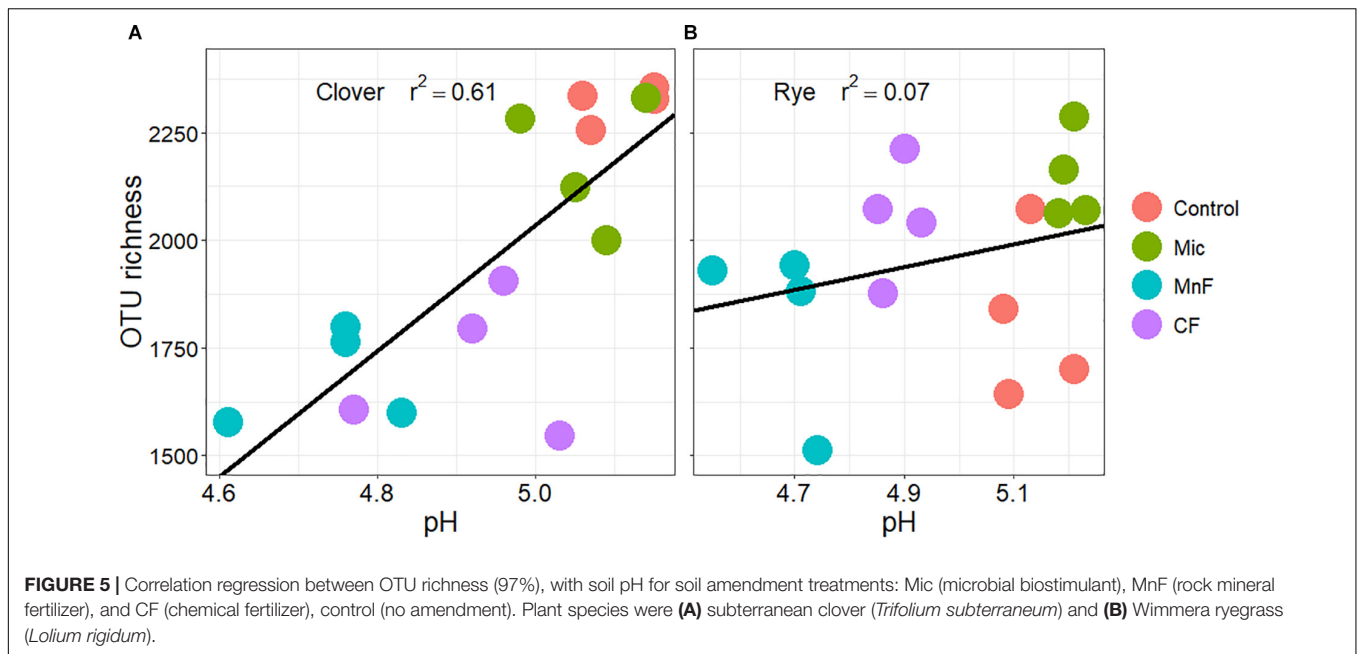 A
B
Clover r² = 0.61
Rye r² = 0.07
OTU richness
2250
2000
1750
1500
4.6 4.8 5.0
pH
4.7 4.9 5.1
pH
Control
Mic
MnF
CF
FIGURE 5 | Correlation regression between OTU richness (97%), with soil pH for soil amendment treatments: Mic (microbial biostimulant), MnF (rock mineral
fertilizer), and CF (chemical fertilizer), control (no amendment). Plant species were (A) subterranean clover (Trifolium subterraneum) and (B) Wimmera ryegrass
(Lolium rigidum).